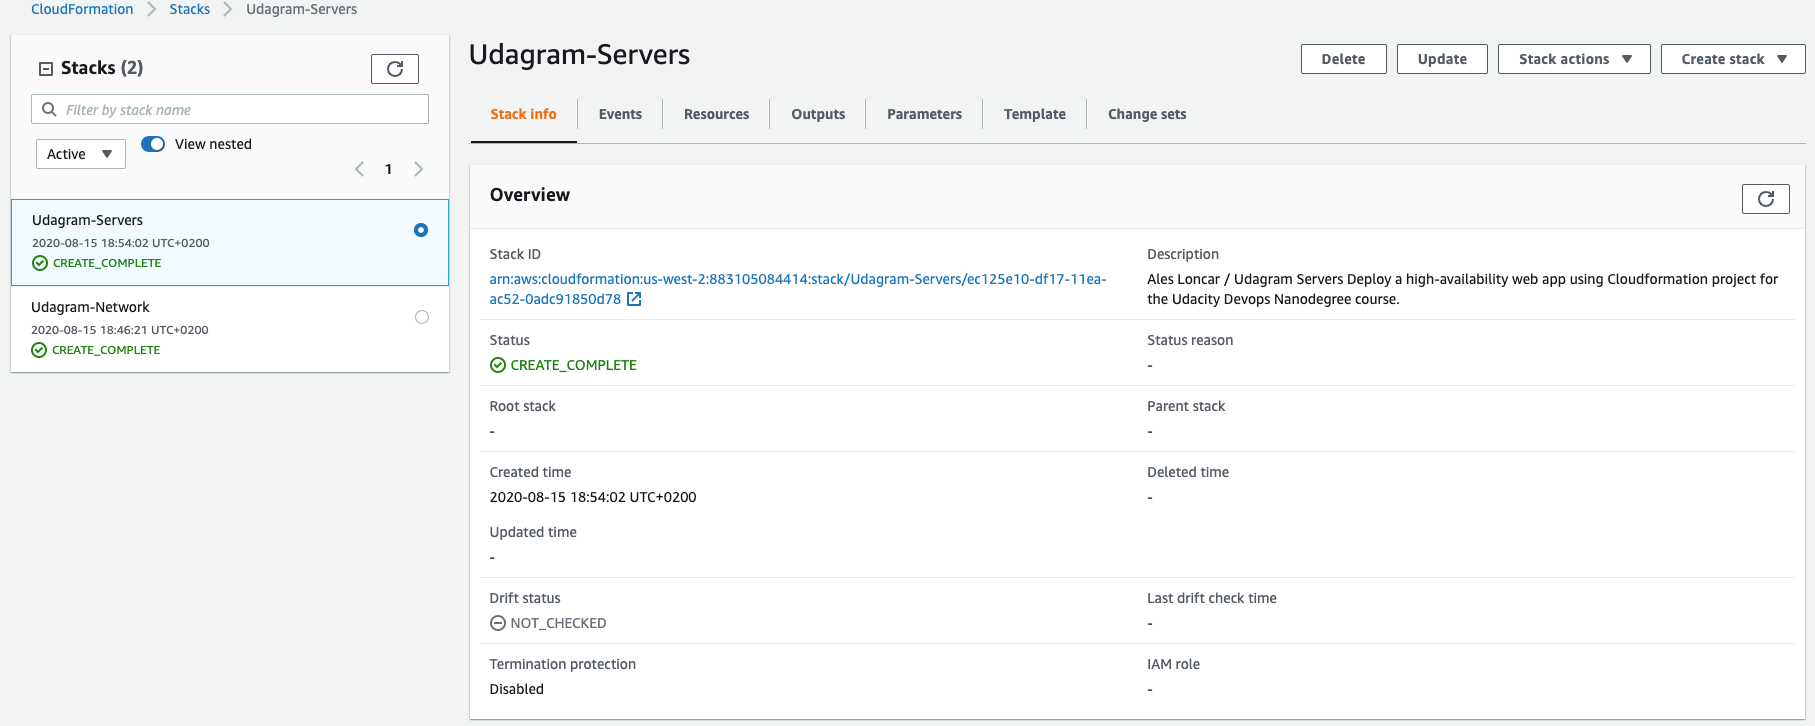 CloudFormation > Stacks > Udagram-Servers
Stacks (2)
Filter by stack name
Active
View nested
1
Udagram-Servers
2020-08-15 18:54:02 UTC+0200
CREATE_COMPLETE
Udagram-Network
2020-08-15 18:46:21 UTC+0200
CREATE_COMPLETE
Udagram-Servers
Delete Update Stack actions Create stack
Stack info Events Resources Outputs Parameters Template Change sets
Overview
Stack ID
arn:aws:cloudformation:us-west-2:883105084414:stack/Udagram-Servers/ec125e10-df17-11ea-
ac52-0adc91850d78
Description
Ales Loncar / Udagram Servers Deploy a high-availability web app using Cloudformation project for
the Udacity Devops Nanodegree course.
Status
CREATE_COMPLETE
Status reason
-
Root stack
-
Parent stack
-
Created time
2020-08-15 18:54:02 UTC+0200
Deleted time
-
Updated time
-
Drift status
NOT_CHECKED
Last drift check time
-
Termination protection
Disabled
IAM role
-